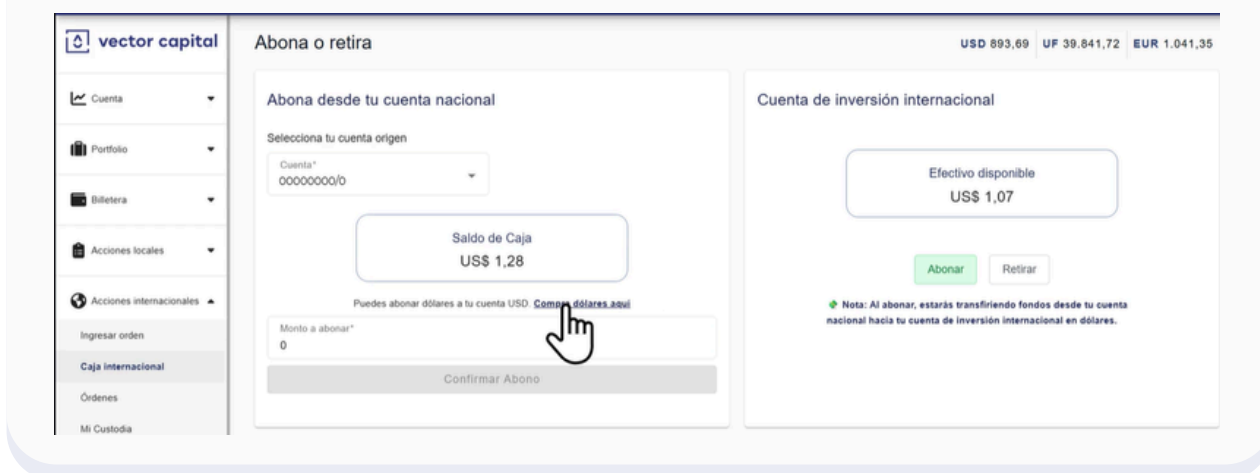 vector capital
Abona o retira
USD 893,69 UF 39.841,72 EUR 1.041,35
Cuenta
Portfolio
Billetera
Acciones locales
Acciones internacionales
Ingresar orden
Caja internacional
Órdenes
Mi Custodia
Abona desde tu cuenta nacional
Selecciona tu cuenta origen
Cuenta*
00000000/0
Saldo de Caja
US$ 1,28
Puedes abonar dólares a tu cuenta USD. Compra dólares aquí
Monto a abonar*
0
Confirmar Abono
Cuenta de inversión internacional
Efectivo disponible
US$ 1,07
Abonar
Retirar
Nota: Al abonar, estarás transfiriendo fondos desde tu cuenta
nacional hacia tu cuenta de inversión internacional en dólares.